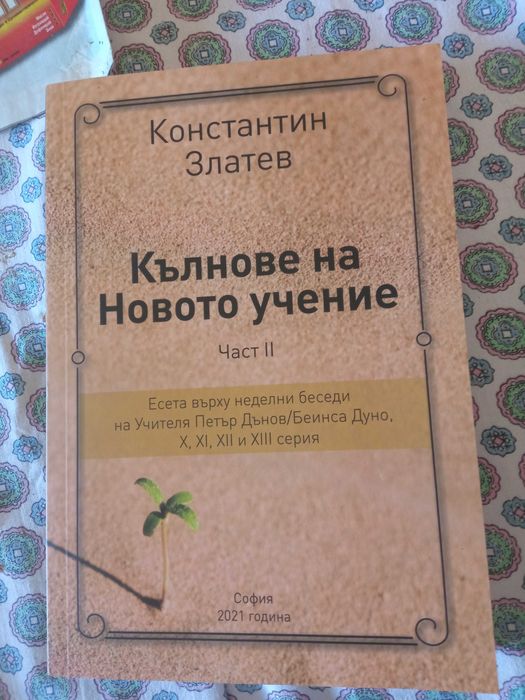 Константин
Златев
Кълнове на
Новото учение
Част II
Есета върху неделни беседи
на Учителя Петър Дънов/Беинса Дуно,
X, XI, XII и XIII серия
София
2021 година